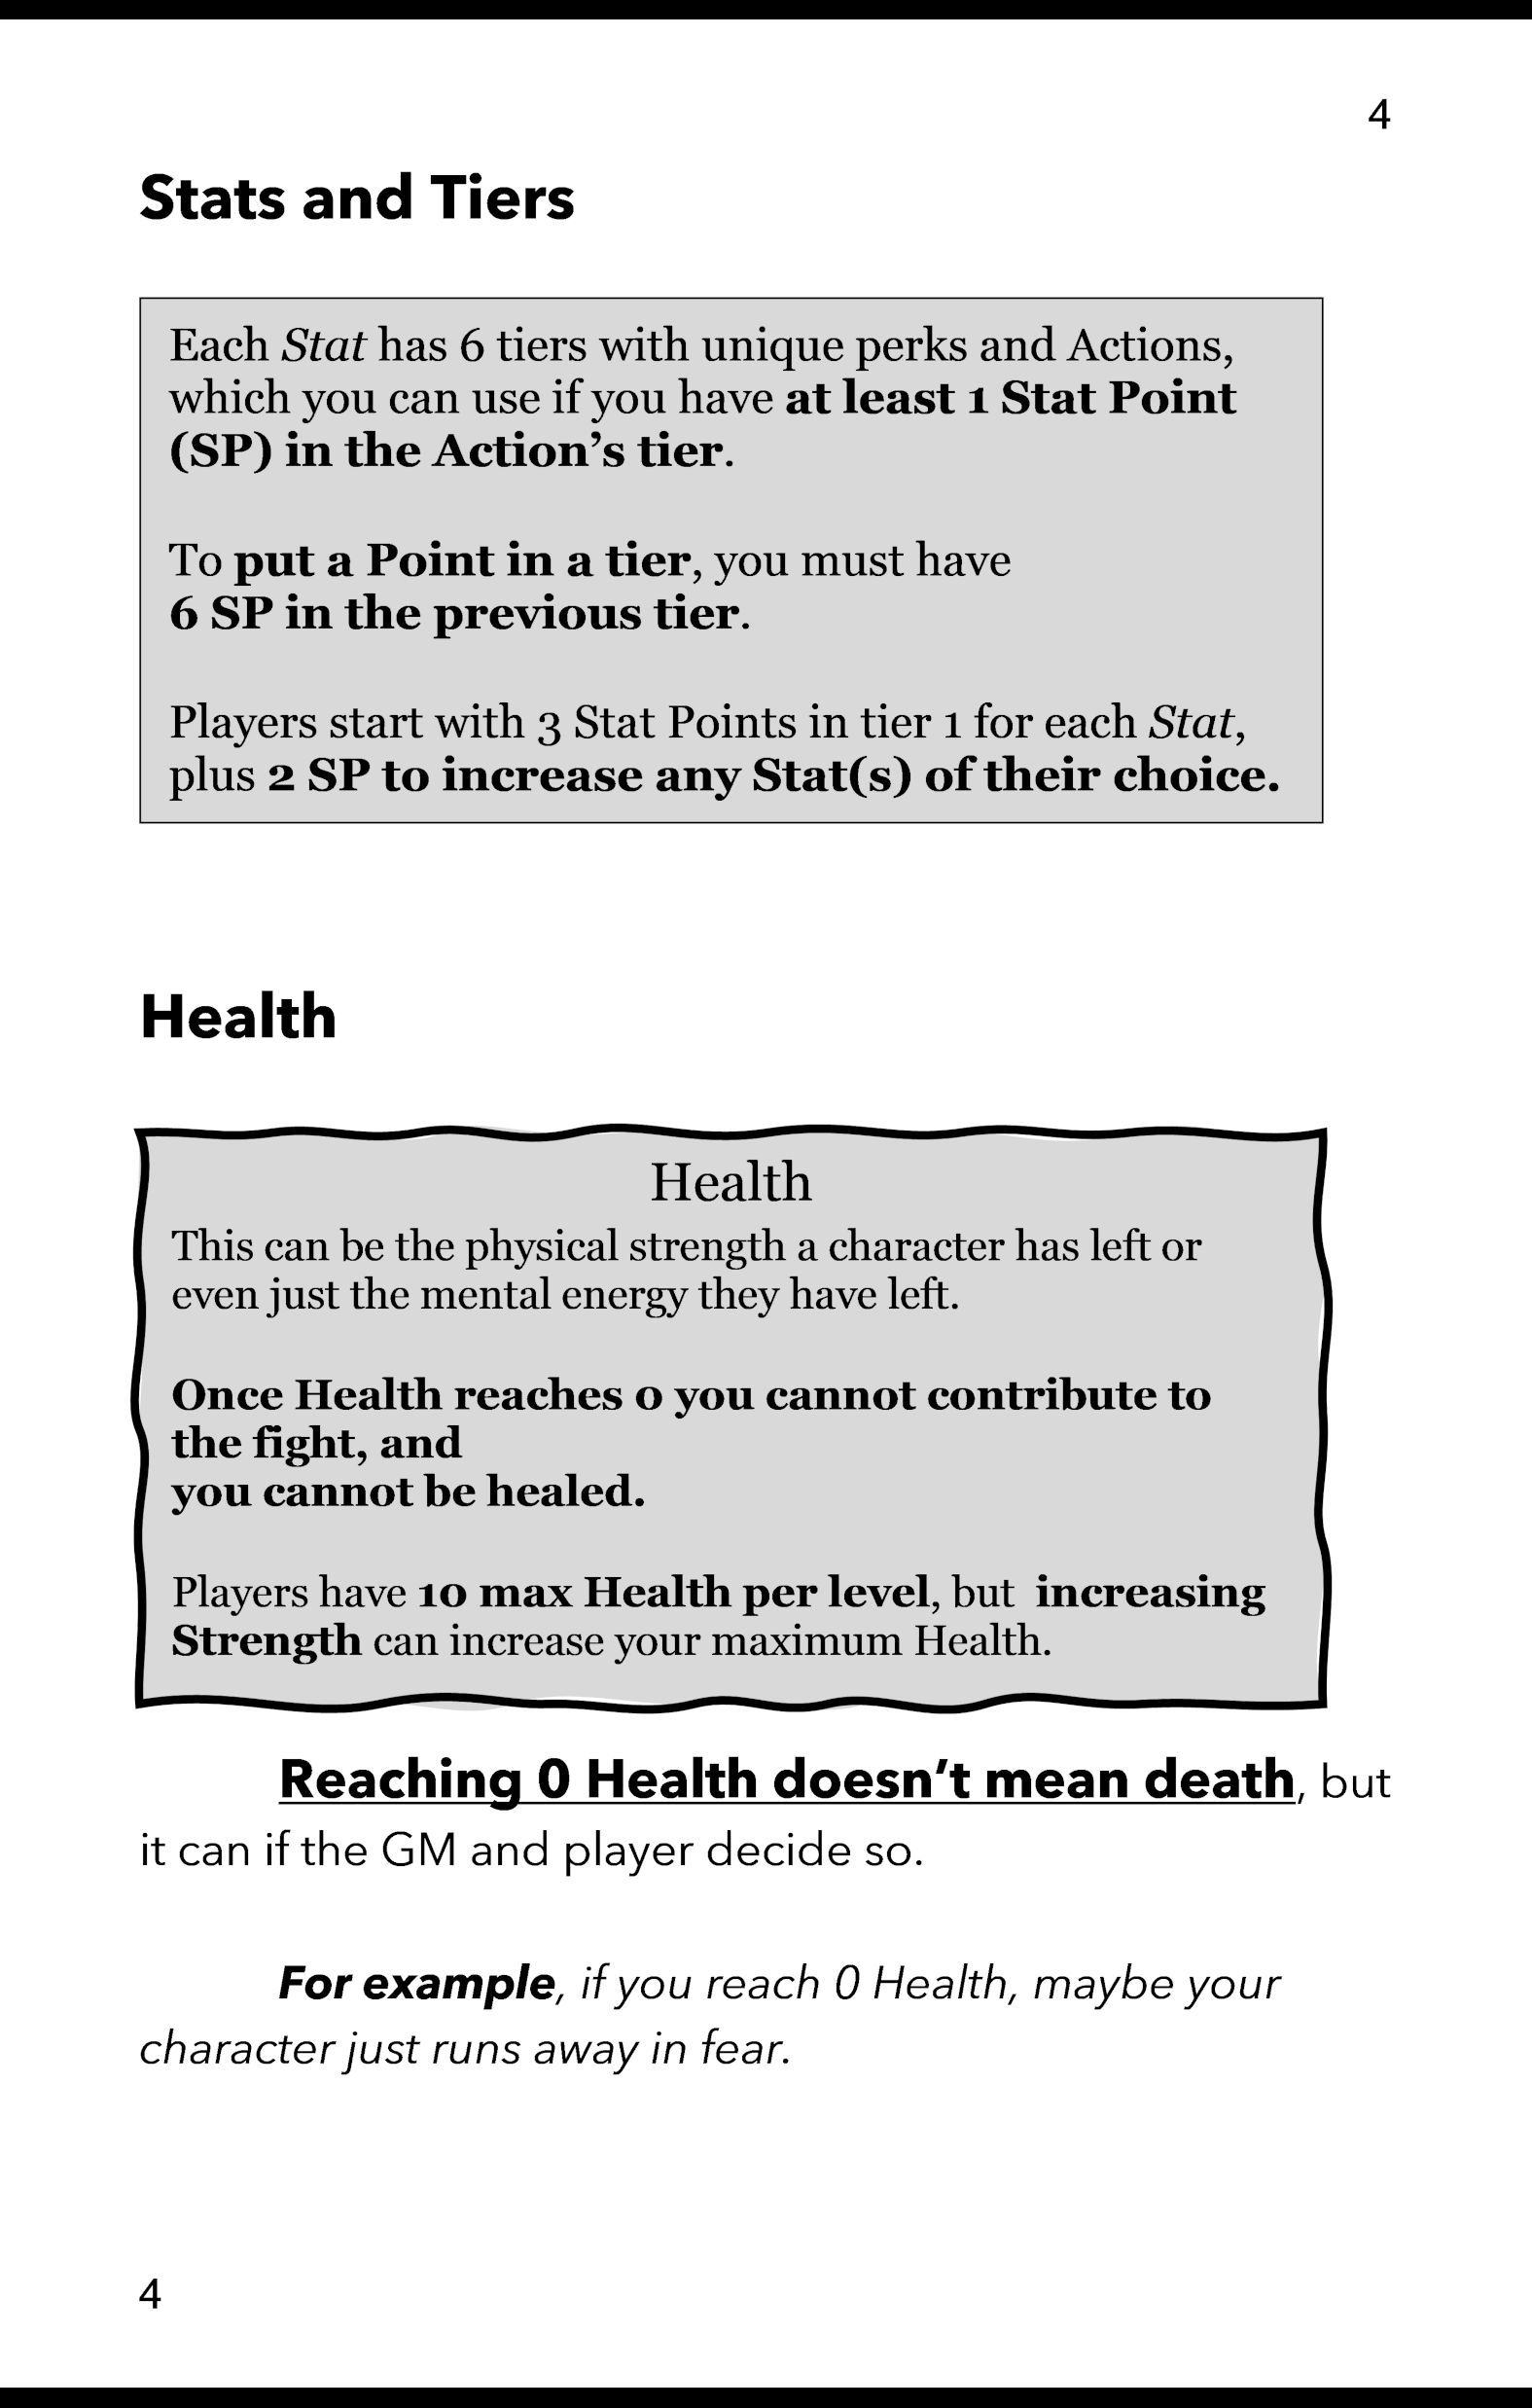 4
Stats and Tiers
Each Stat has 6 tiers with unique perks and Actions,
which you can use if you have at least 1 Stat Point
(SP) in the Action’s tier.
To put a Point in a tier, you must have
6 SP in the previous tier.
Players start with 3 Stat Points in tier 1 for each Stat,
plus 2 SP to increase any Stat(s) of their choice.
Health
Health
This can be the physical strength a character has left or
even just the mental energy they have left.
Once Health reaches 0 you cannot contribute to
the fight, and
you cannot be healed.
Players have 10 max Health per level, but  increasing
Strength can increase your maximum Health.
Reaching 0 Health doesn’t mean death, but
it can if the GM and player decide so.
For example, if you reach 0 Health, maybe your
character just runs away in fear.
4